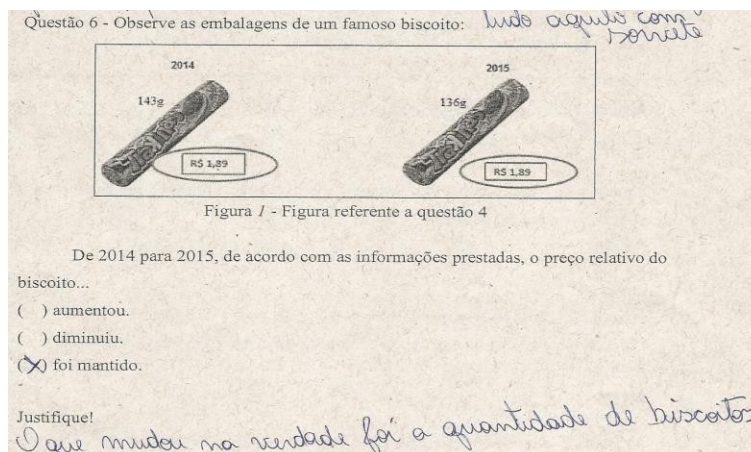 Questão 6 - Observe as embalagens de um famoso biscoito: tudo aquilo com
sorvete
2014
2015
143g
136g
R$ 1,89
R$ 1,89
Figura 1 - Figura referente a questão 4
De 2014 para 2015, de acordo com as informações prestadas, o preço relativo do
biscoito...
( ) aumentou.
( ) diminuiu.
(X) foi mantido.
Justifique!
O que mudou na verdade foi a quantidade de biscoitos